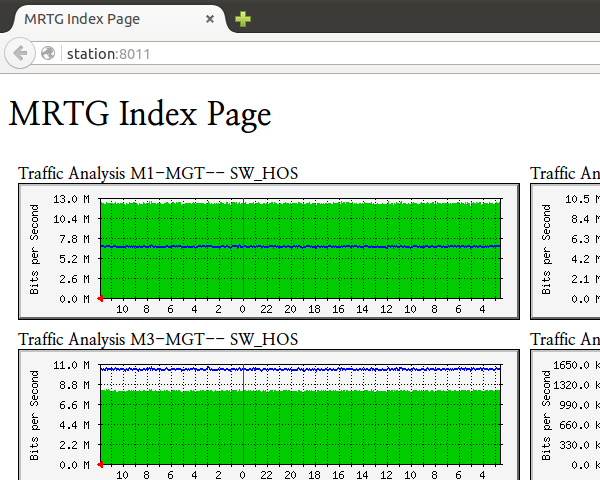 MRTG Index Page
station:8011
MRTG Index Page
Traffic Analysis M1-MGT-- SW_HOS
Bits per Second
13.0 M
10.4 M
7.8 M
5.2 M
2.6 M
0.0 M
10 8 6 4 2 0 22 20 18 16 14 12 10 8 6 4
Traffic An
Bits per Second
10.5 M
8.4 M
6.3 M
4.2 M
2.1 M
0.0 M
Traffic Analysis M3-MGT-- SW_HOS
Bits per Second
11.0 M
8.8 M
6.6 M
4.4 M
2.2 M
0.0 M
10 8 6 4 2 0 22 20 18 16 14 12 10 8 6 4
Traffic An
Bits per Second
1650.0 k
1320.0 k
990.0 k
660.0 k
330.0 k
0.0 k